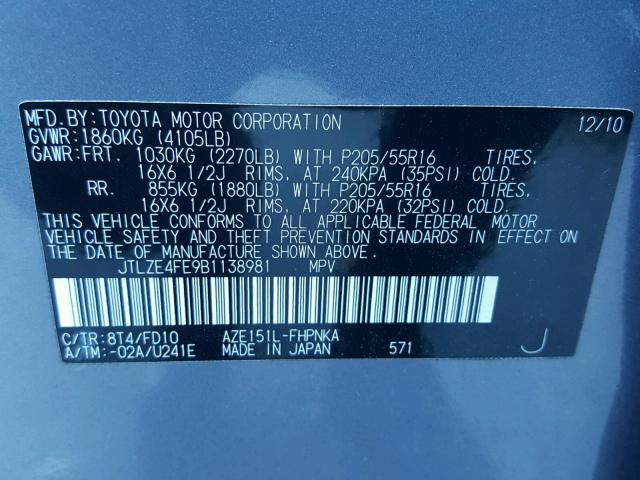 MFD. BY: TOYOTA MOTOR CORPORATION 12/10
GVWR: 1860KG (4105LB)
GAWR: FRT. 1030KG (2270LB) WITH P205/55R16 TIRES,
16X6 1/2J RIMS, AT 240KPA (35PSI) COLD.
RR. 855KG (1880LB) WITH P205/55R16 TIRES,
16X6 1/2J RIMS, AT 220KPA (32PSI) COLD.
THIS VEHICLE CONFORMS TO ALL APPLICABLE FEDERAL MOTOR
VEHICLE SAFETY AND THEFT PREVENTION STANDARDS IN EFFECT ON
THE DATE OF MANUFACTURE SHOWN ABOVE.
JTLZE4FE9B1138981 MPV
C/TR: 8T4/FD10 AZE151L-FHPNKA
A/TM: -02A/U241E MADE IN JAPAN 571 J